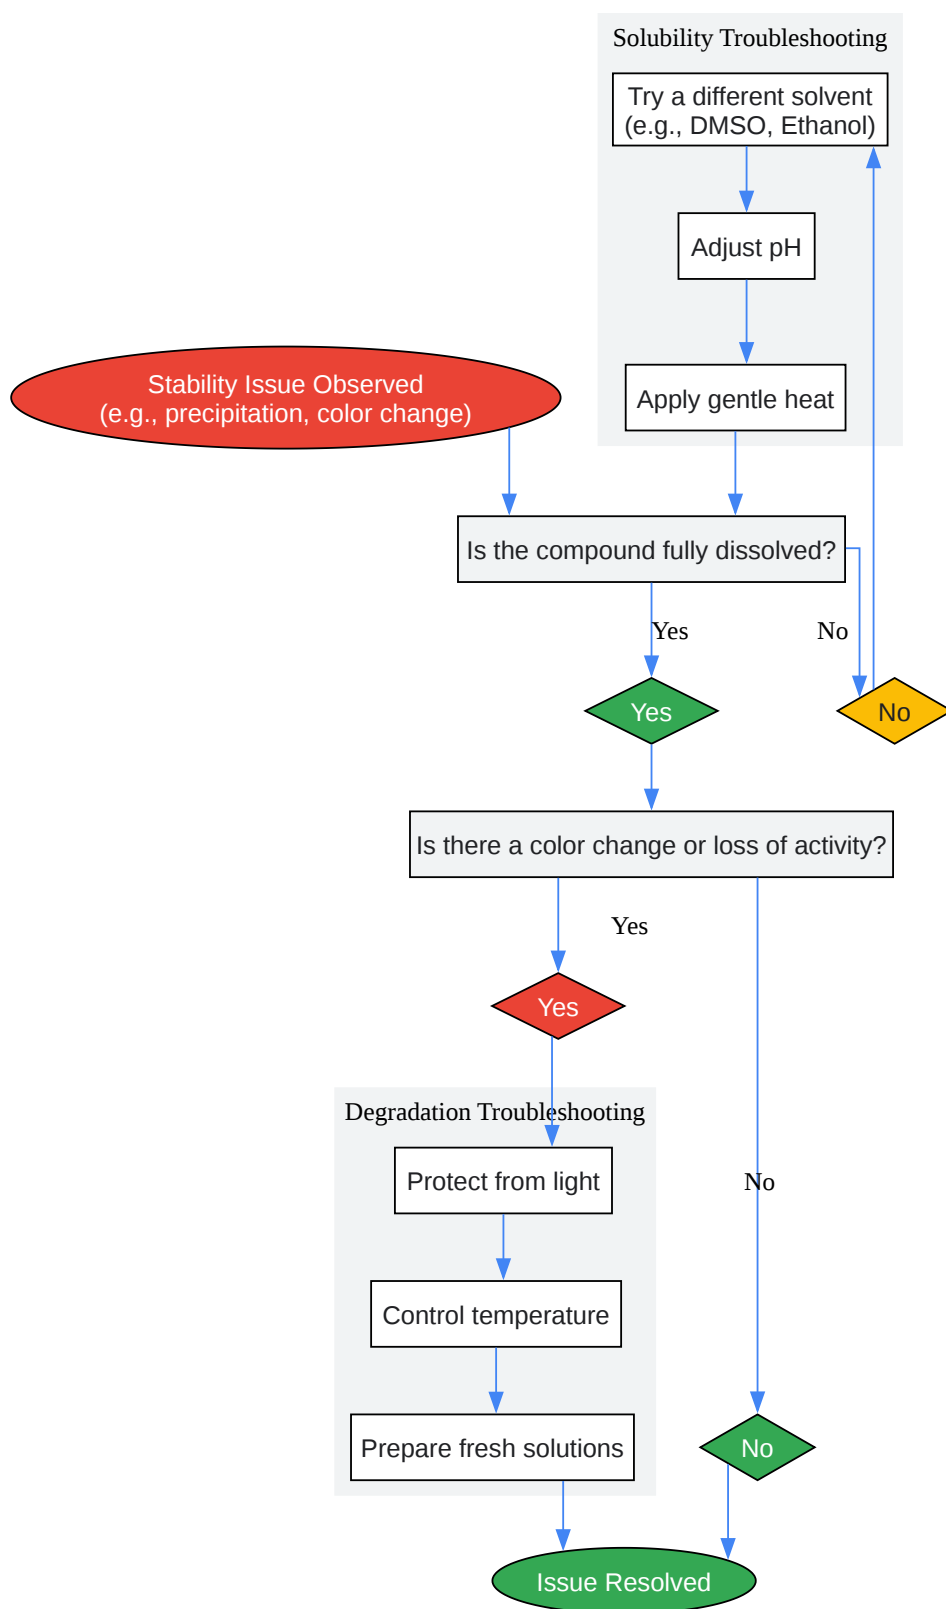 Solubility Troubleshooting
Try a different solvent
(e.g., DMSO, Ethanol)
Adjust pH
Stability Issue Observed
(e.g., precipitation, color change)
Apply gentle heat
Is the compound fully dissolved?
Yes
No
Yes
No
Is there a color change or loss of activity?
Yes
Yes
Degradation Troubleshooting
Protect from light
No
Control temperature
Prepare fresh solutions
No
Issue Resolved